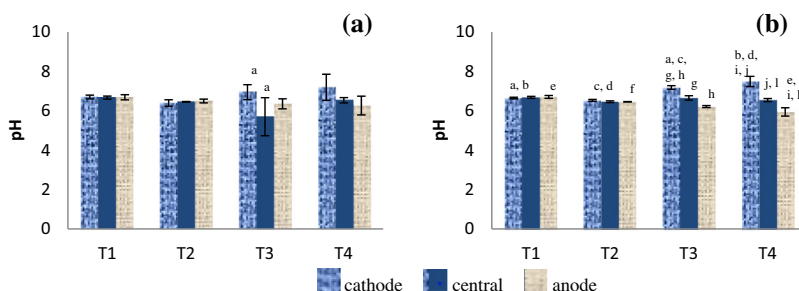 (a)
10
8
6
4
2
0
pH
a
a
T1 T2 T3 T4
(b)
10
8
6
4
2
0
pH
a, b
e
c, d
f
a, c,
g, h
g
h
b, d,
i, j
j, l
e,
i, l
T1 T2 T3 T4
cathode central anode